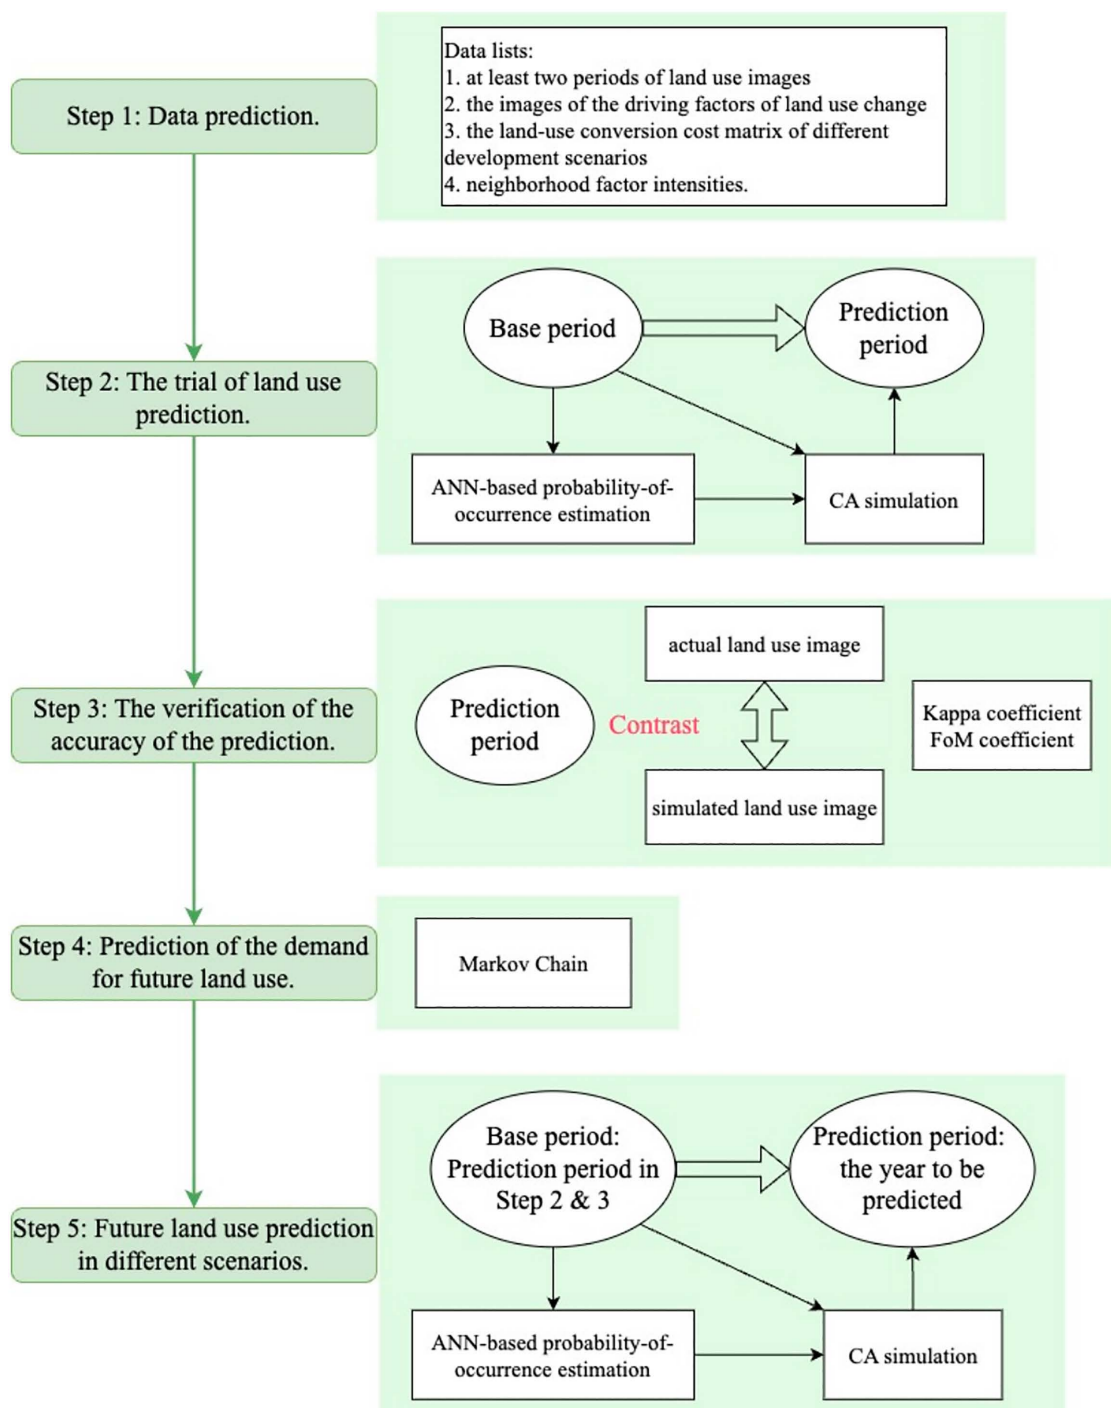 Step 1: Data prediction.
Data lists:
1. at least two periods of land use images
2. the images of the driving factors of land use change
3. the land-use conversion cost matrix of different
development scenarios
4. neighborhood factor intensities.
Step 2: The trial of land use
prediction.
Base period
Prediction
period
ANN-based probability-of-
occurrence estimation
CA simulation
Step 3: The verification of the
accuracy of the prediction.
Prediction
period
Contrast
actual land use image
simulated land use image
Kappa coefficient
FoM coefficient
Step 4: Prediction of the demand
for future land use.
Markov Chain
Step 5: Future land use prediction
in different scenarios.
Base period:
Prediction period in
Step 2 & 3
Prediction period:
the year to be
predicted
ANN-based probability-of-
occurrence estimation
CA simulation